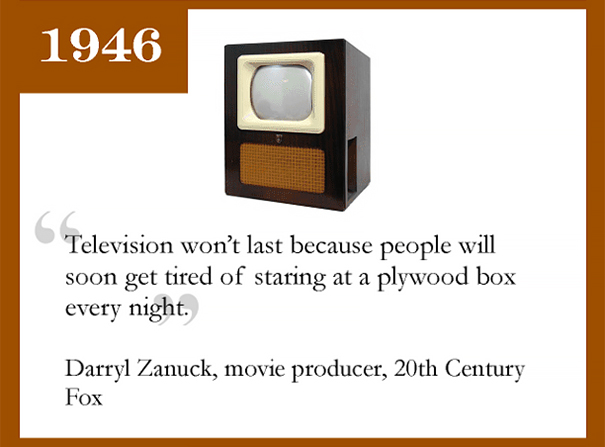 1946
“Television won’t last because people will
soon get tired of staring at a plywood box
every night.”
Darryl Zanuck, movie producer, 20th Century
Fox